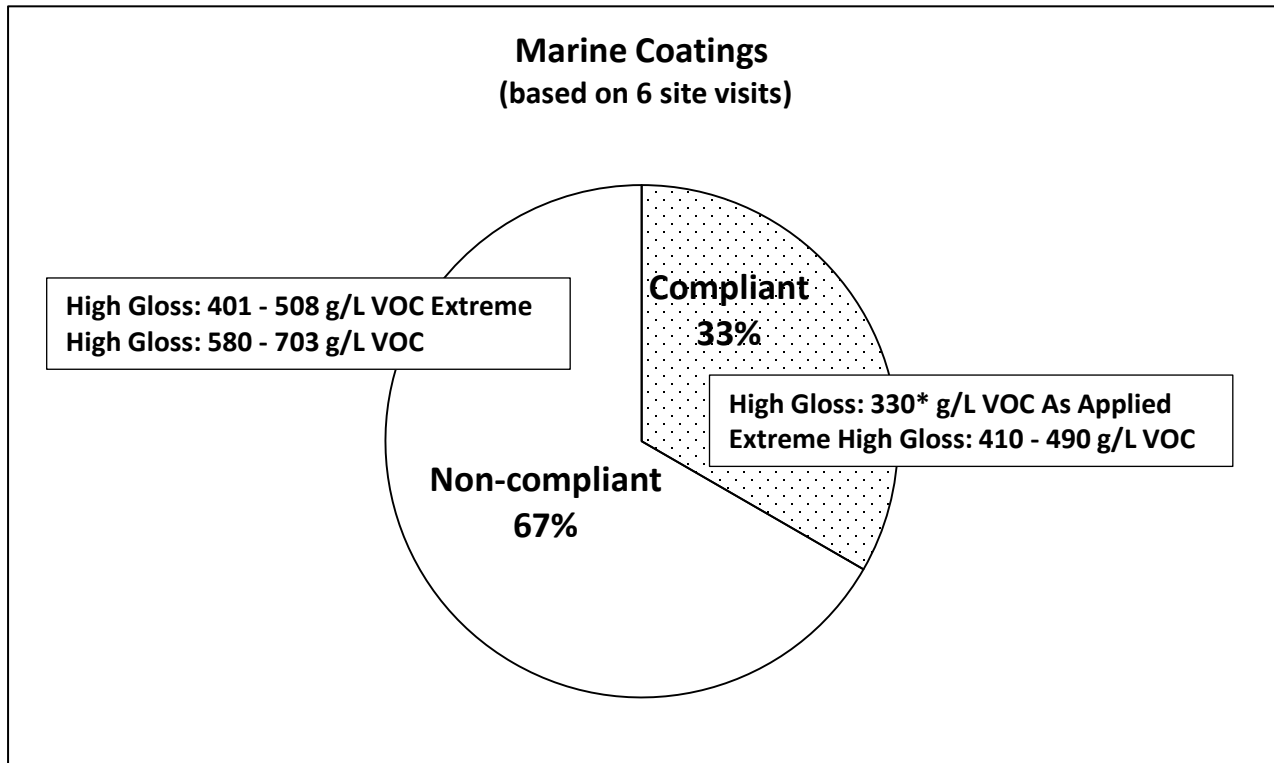 Marine Coatings
(based on 6 site visits)
High Gloss: 401 - 508 g/L VOC Extreme
High Gloss: 580 - 703 g/L VOC
Compliant
33%
High Gloss: 330* g/L VOC As Applied
Extreme High Gloss: 410 - 490 g/L VOC
Non-compliant
67%